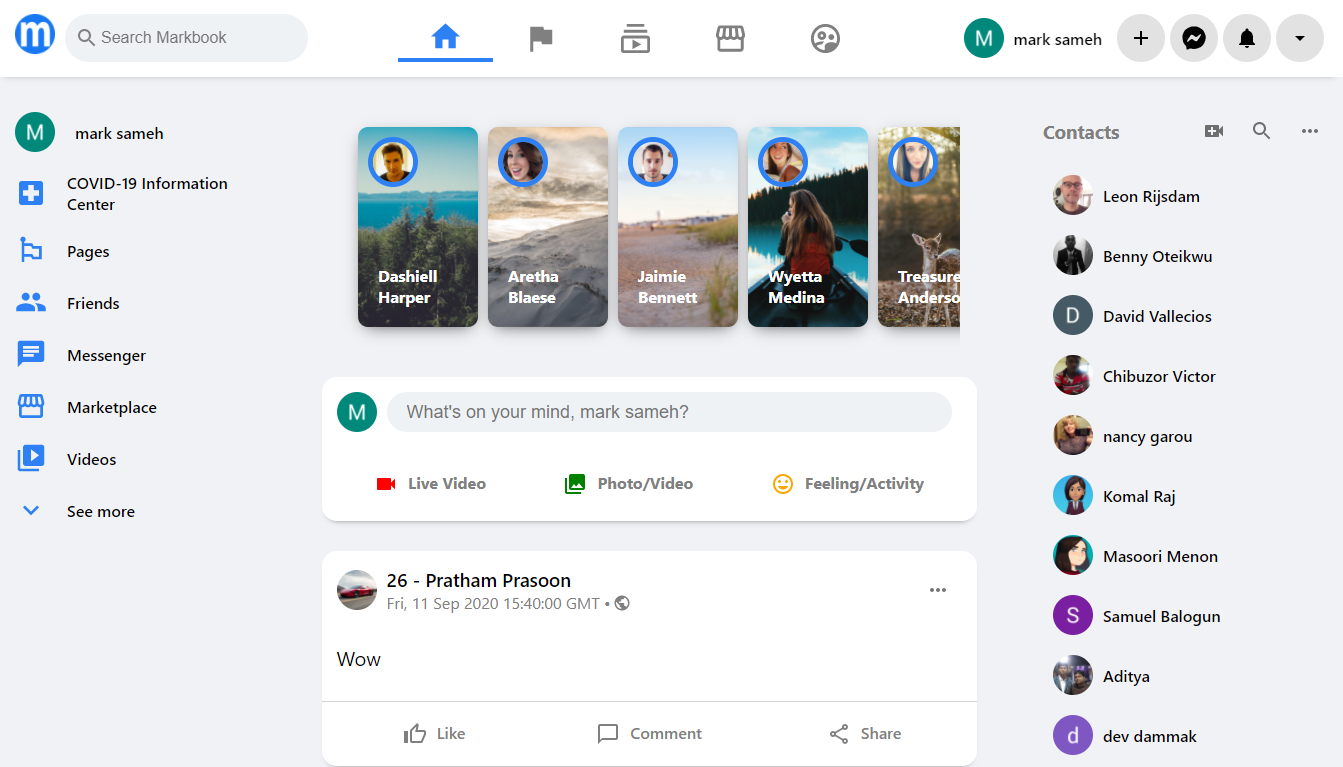 m
Search Markbook
M
mark sameh
M
mark sameh
COVID-19 Information
Center
Pages
Friends
Messenger
Marketplace
Videos
See more
Dashiell
Harper
Aretha
Blaese
Jaimie
Bennett
Wyetta
Medina
Treasure
Anderso
M
What's on your mind, mark sameh?
Live Video
Photo/Video
Feeling/Activity
26 - Pratham Prasoon
Fri, 11 Sep 2020 15:40:00 GMT •
Wow
Like
Comment
Share
Contacts
Leon Rijsdam
Benny Oteikwu
D
David Vallecios
Chibuzor Victor
nancy garou
Komal Raj
Masoori Menon
S
Samuel Balogun
Aditya
d
dev dammak